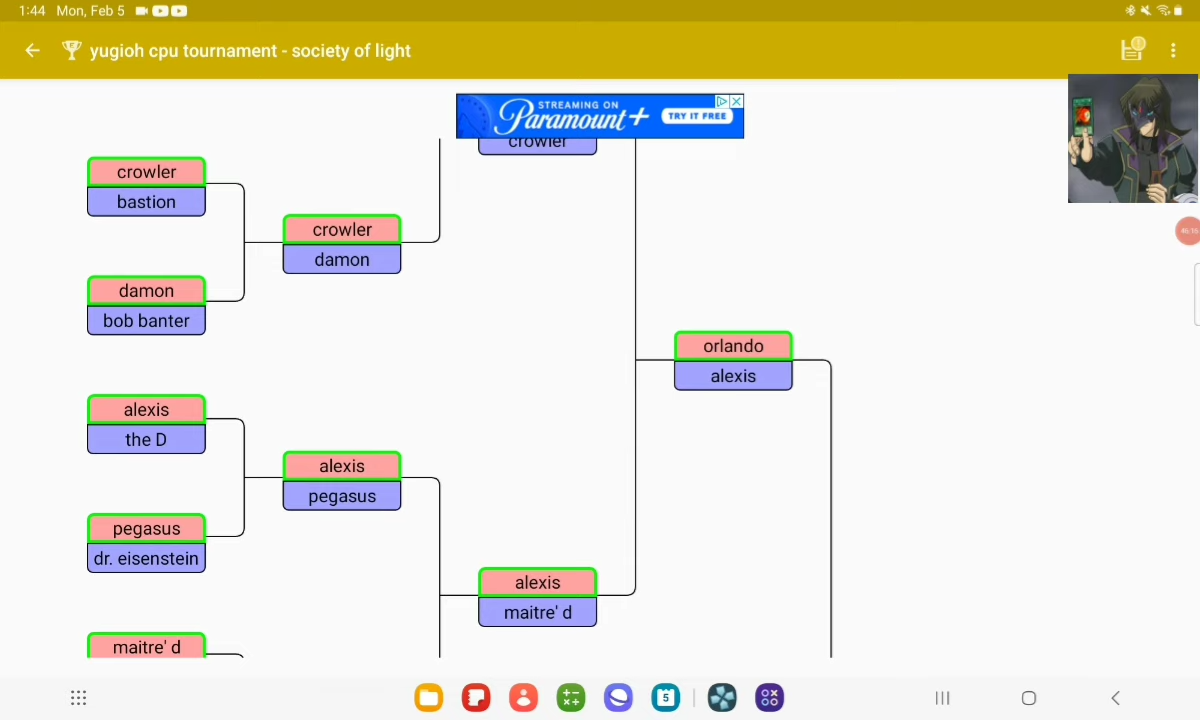 1:44 Mon, Feb 5
yugioh cpu tournament - society of light
STREAMING ON
Paramount+
TRY IT FREE
crowler
crowler
bastion
crowler
damon
damon
bob banter
orlando
alexis
alexis
the D
alexis
pegasus
pegasus
dr. eisenstein
alexis
maitre' d
maitre' d
5